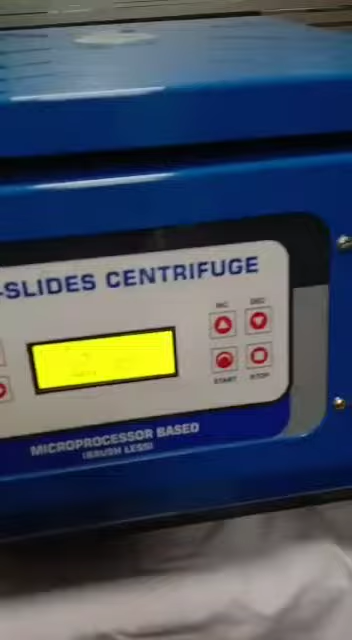 -SLIDES CENTRIFUGE
INC DEC
START STOP
MICROPROCESSOR BASED
(BRUSH LESS)